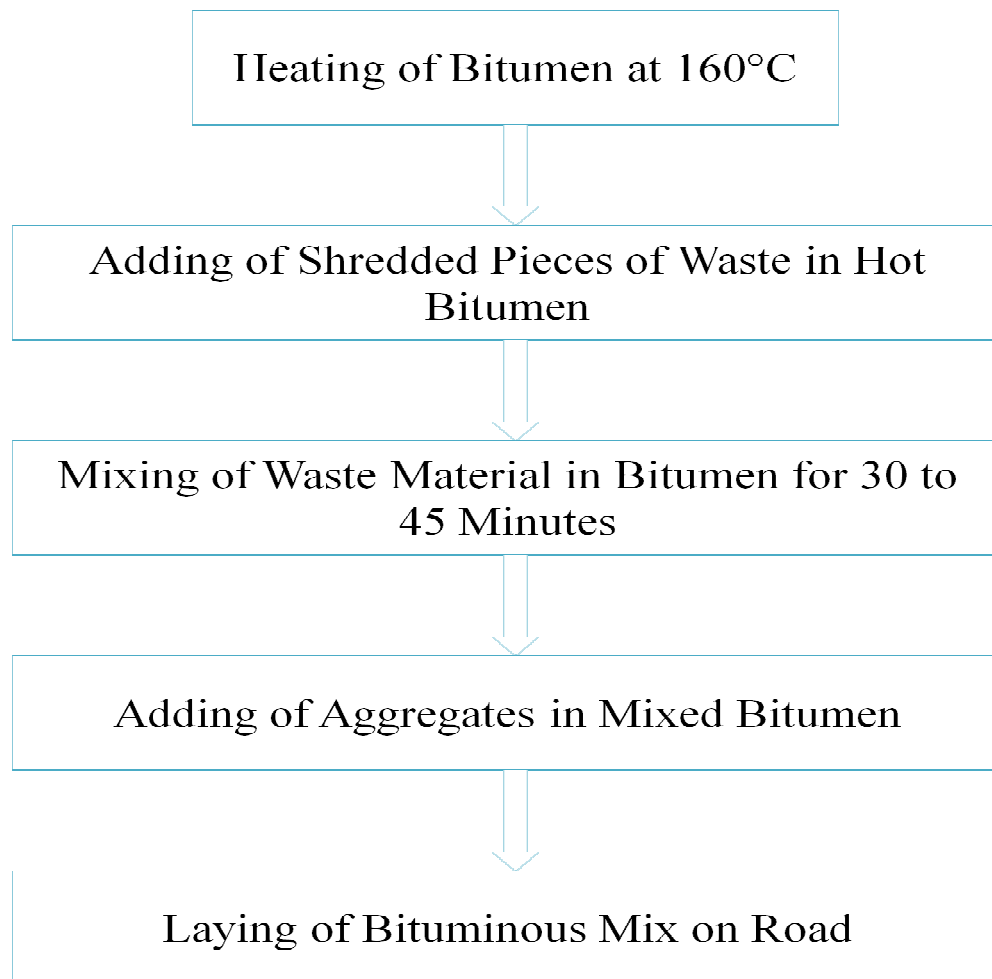 Heating of Bitumen at 160°C
Adding of Shredded Pieces of Waste in Hot
Bitumen
Mixing of Waste Material in Bitumen for 30 to
45 Minutes
Adding of Aggregates in Mixed Bitumen
Laying of Bituminous Mix on Road